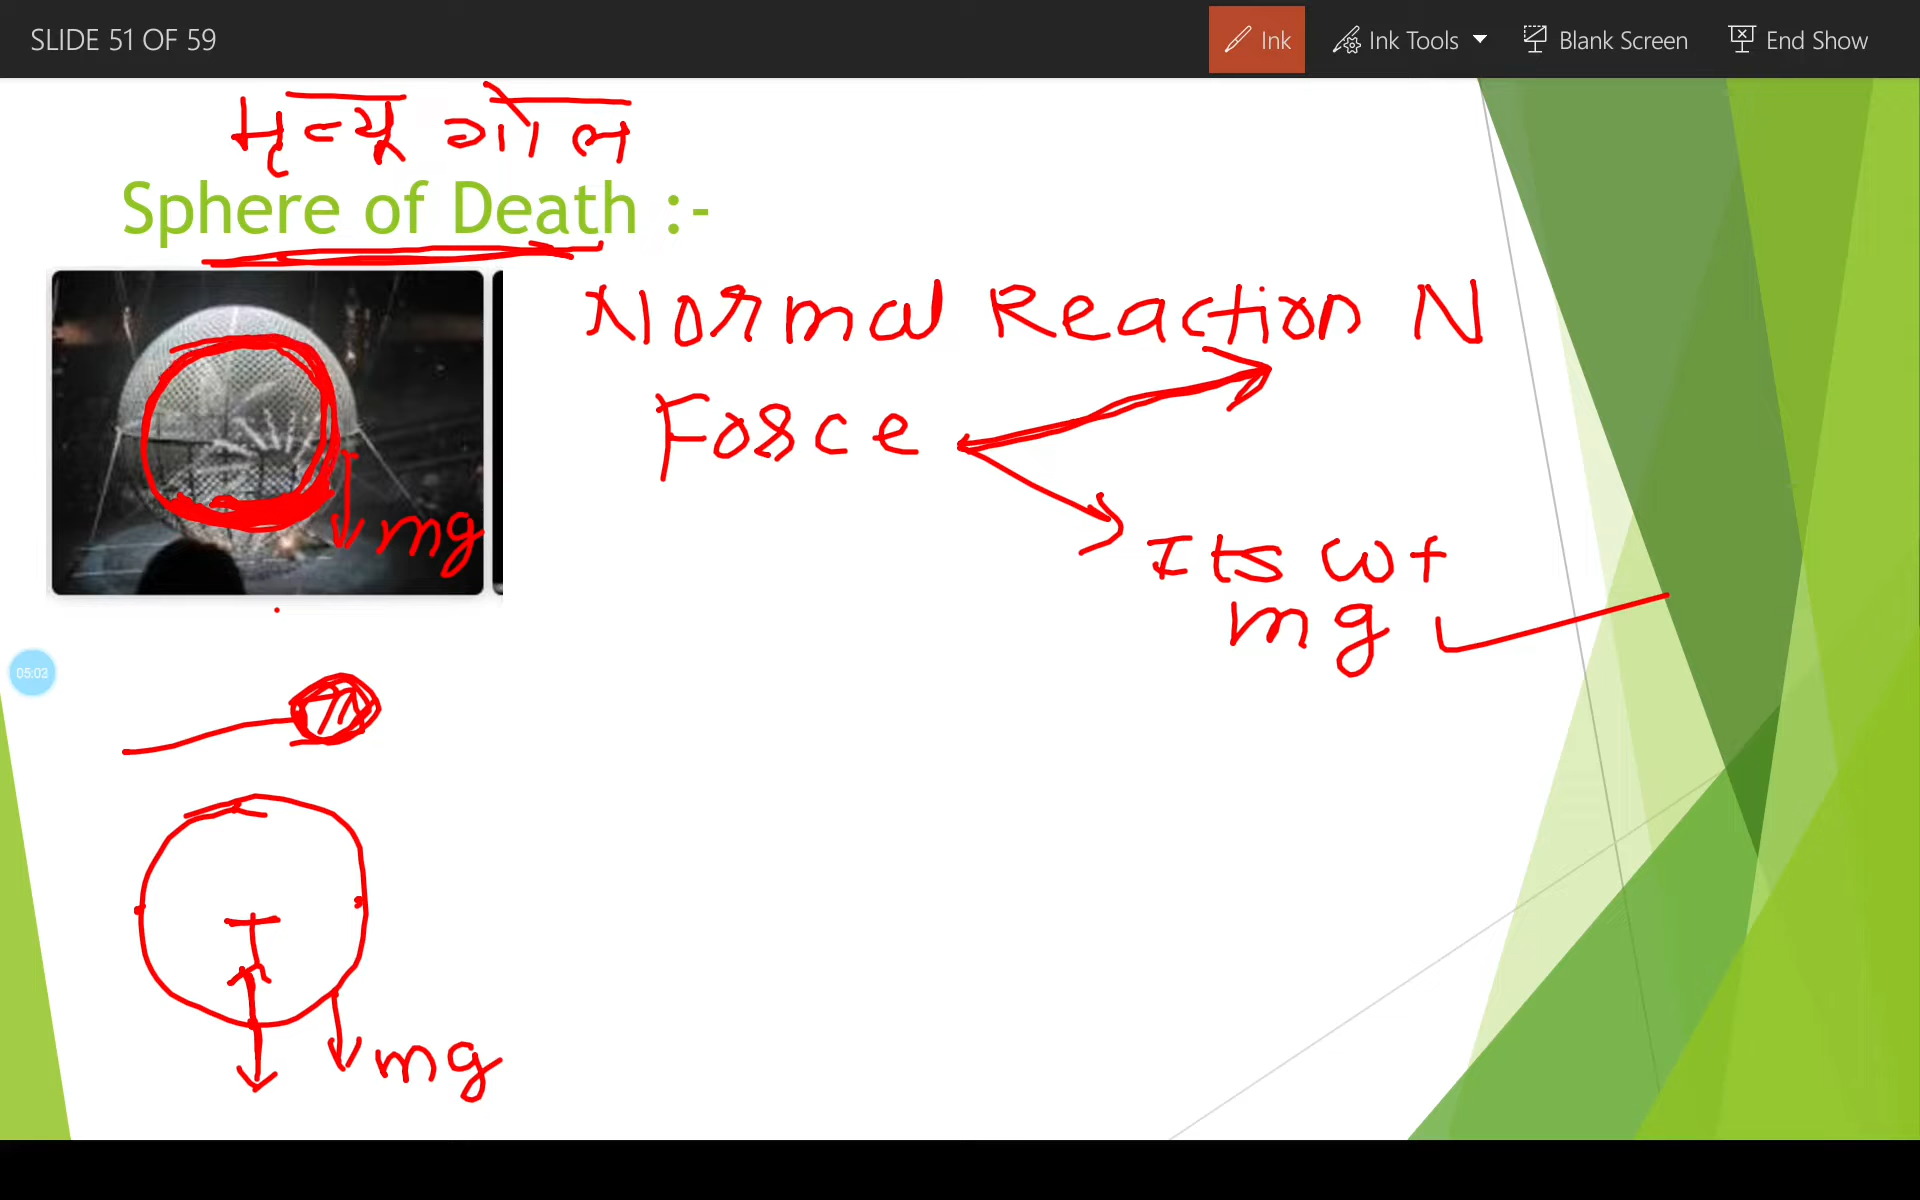 SLIDE 51 OF 59
Ink
Ink Tools
Blank Screen
End Show
मृत्यू गोल
Sphere of Death :-
Normal Reaction N
Force
mg
Its wt
mg
05:03
T
mg